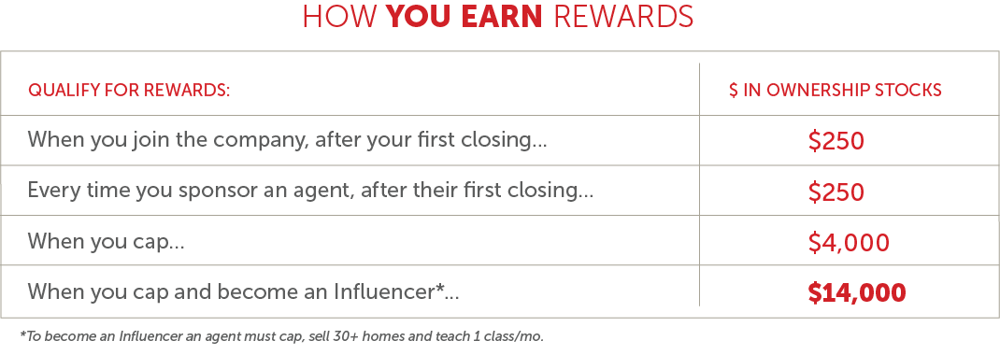 HOW YOU EARN REWARDS
QUALIFY FOR REWARDS: $ IN OWNERSHIP STOCKS
When you join the company, after your first closing... $250
Every time you sponsor an agent, after their first closing... $250
When you cap... $4,000
When you cap and become an Influencer*... $14,000
*To become an Influencer an agent must cap, sell 30+ homes and teach 1 class/mo.